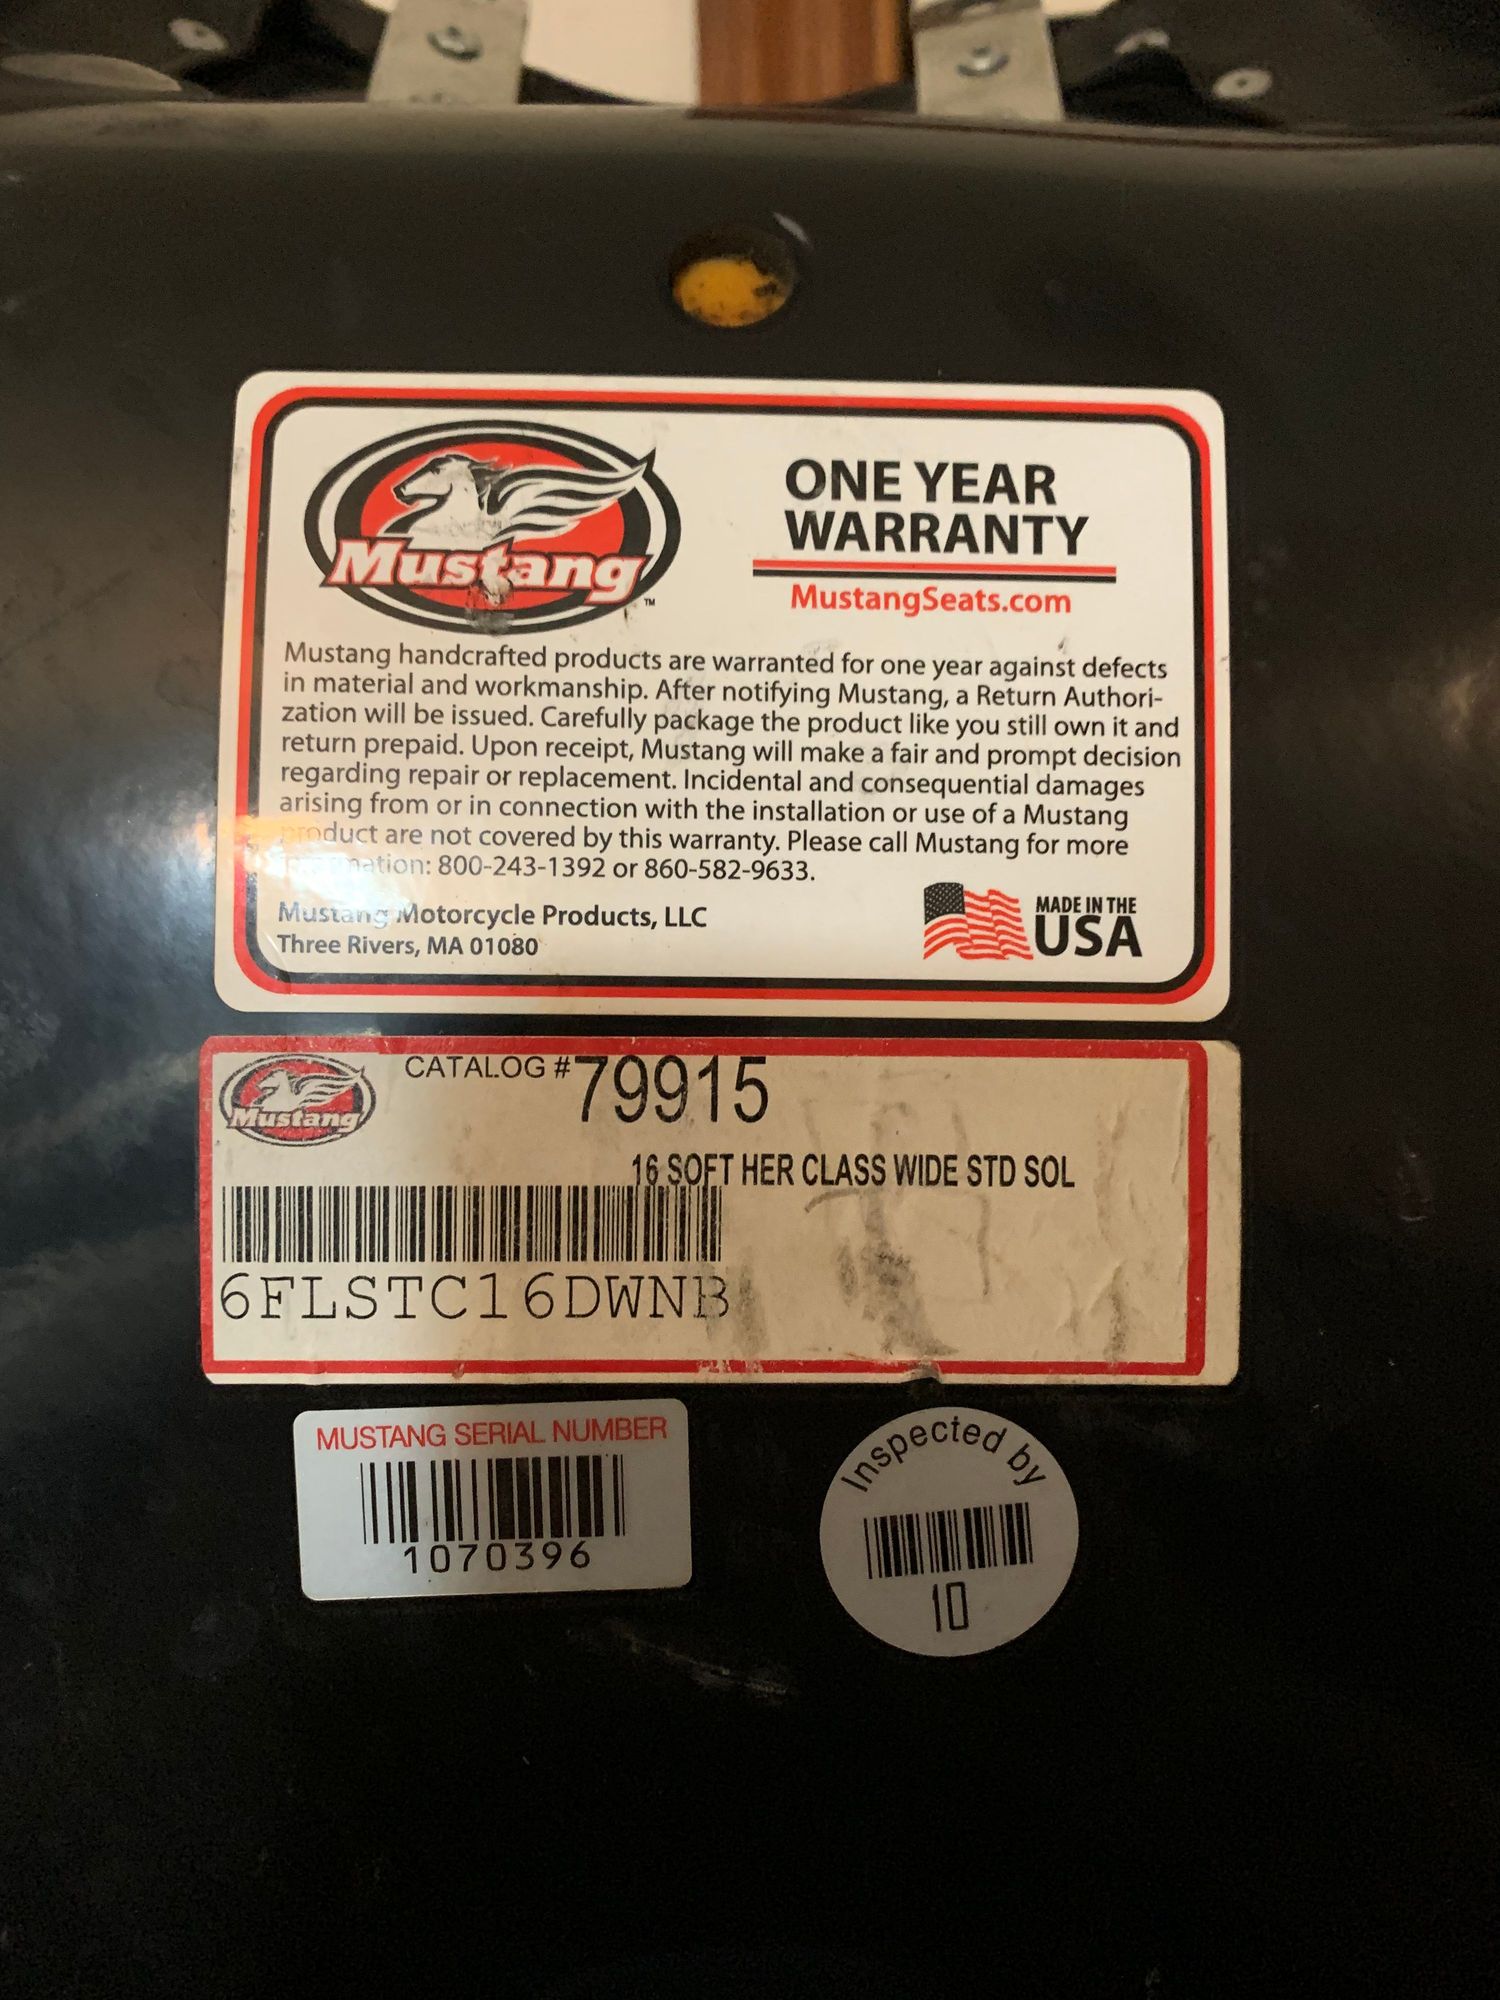 Mustang
TM
ONE YEAR
WARRANTY
MustangSeats.com
Mustang handcrafted products are warranted for one year against defects
in material and workmanship. After notifying Mustang, a Return Authori-
zation will be issued. Carefully package the product like you still own it and
return prepaid. Upon receipt, Mustang will make a fair and prompt decision
regarding repair or replacement. Incidental and consequential damages
arising from or in connection with the installation or use of a Mustang
product are not covered by this warranty. Please call Mustang for more
information: 800-243-1392 or 860-582-9633.
Mustang Motorcycle Products, LLC
Three Rivers, MA 01080
MADE IN THE
USA
Mustang
CATALOG #79915
16 SOFT HER CLASS WIDE STD SOL
6FLSTC16DWNB
MUSTANG SERIAL NUMBER
1070396
Inspected by
10